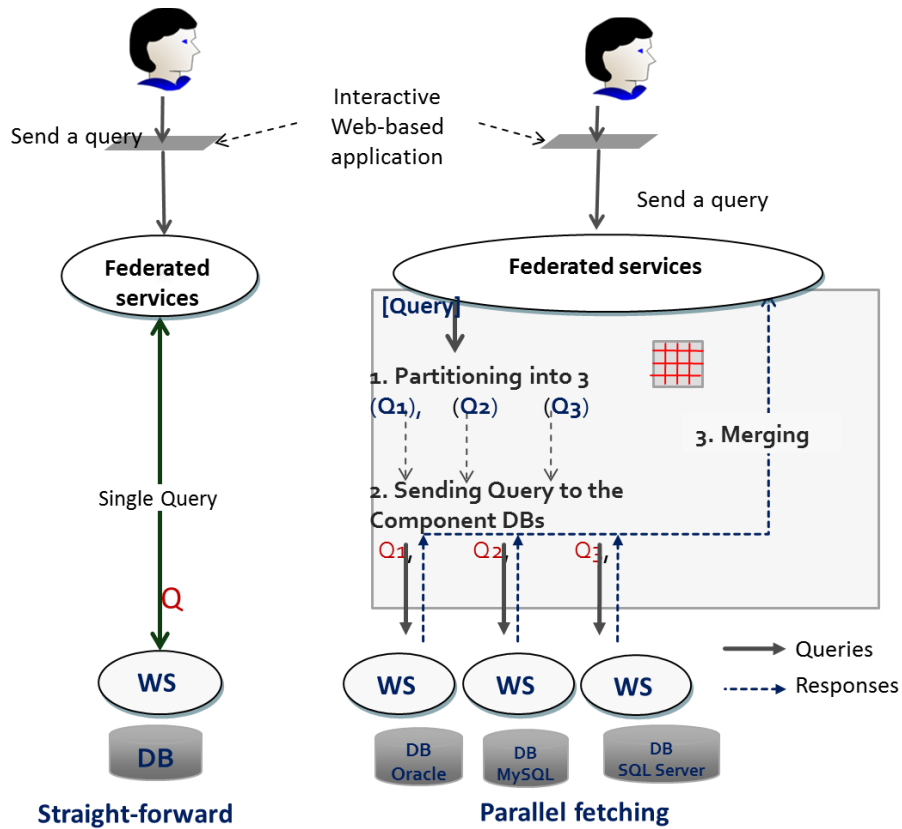 Interactive
Web-based
application
Send a query
Send a query
Federated
services
Federated services
[Query]
1. Partitioning into 3
(Q1), (Q2) (Q3)
3. Merging
2. Sending Query to the
Component DBs
Single Query
Q1, Q2, Q3,
Q
Queries
Responses
WS
WS
WS
WS
DB
DB
Oracle
DB
MySQL
DB
SQL Server
Straight-forward
Parallel fetching